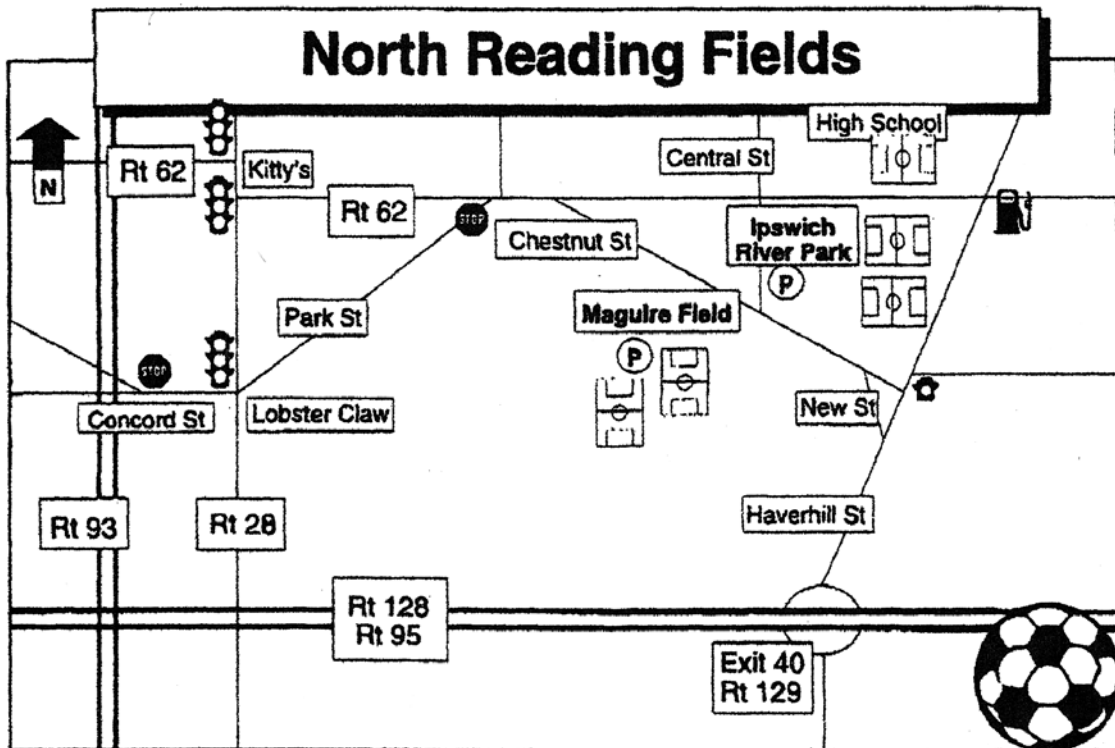 North Reading Fields
High School
Central St
Rt 62
Kitty's
N
Rt 62
STOP
Chestnut St
Ipswich
River Park
P
Park St
Maguire Field
P
STOP
Concord St
Lobster Claw
New St
Rt 93
Rt 28
Haverhill St
Rt 128
Rt 95
Exit 40
Rt 129